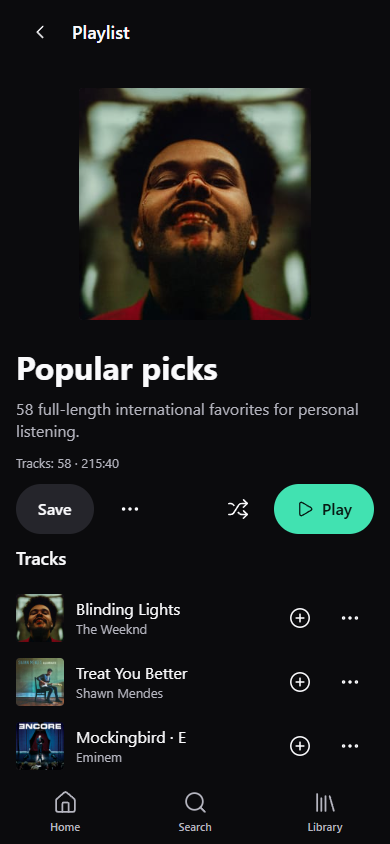 Playlist
Popular picks
58 full-length international favorites for personal
listening.
Tracks: 58 · 215:40
Save
Play
Tracks
Blinding Lights
The Weeknd
Treat You Better
Shawn Mendes
ENCORE
Mockingbird · E
Eminem
Home
Search
Library